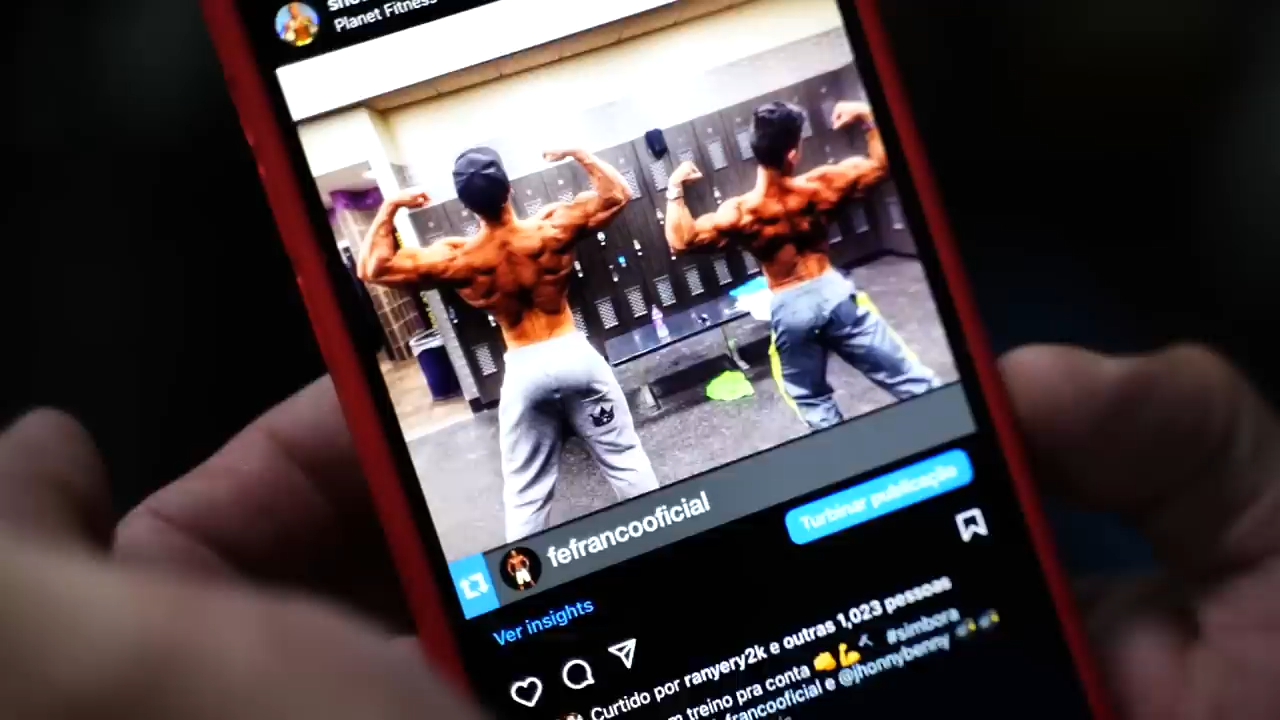 Planet Fitness
fefrancooficial
Turbinar publicação
Ver insights
Curtido por ranyery2k e outras 1,023 pessoas
treino pra conta 👊💪 #simbora
francooficial e @jhonnybenny